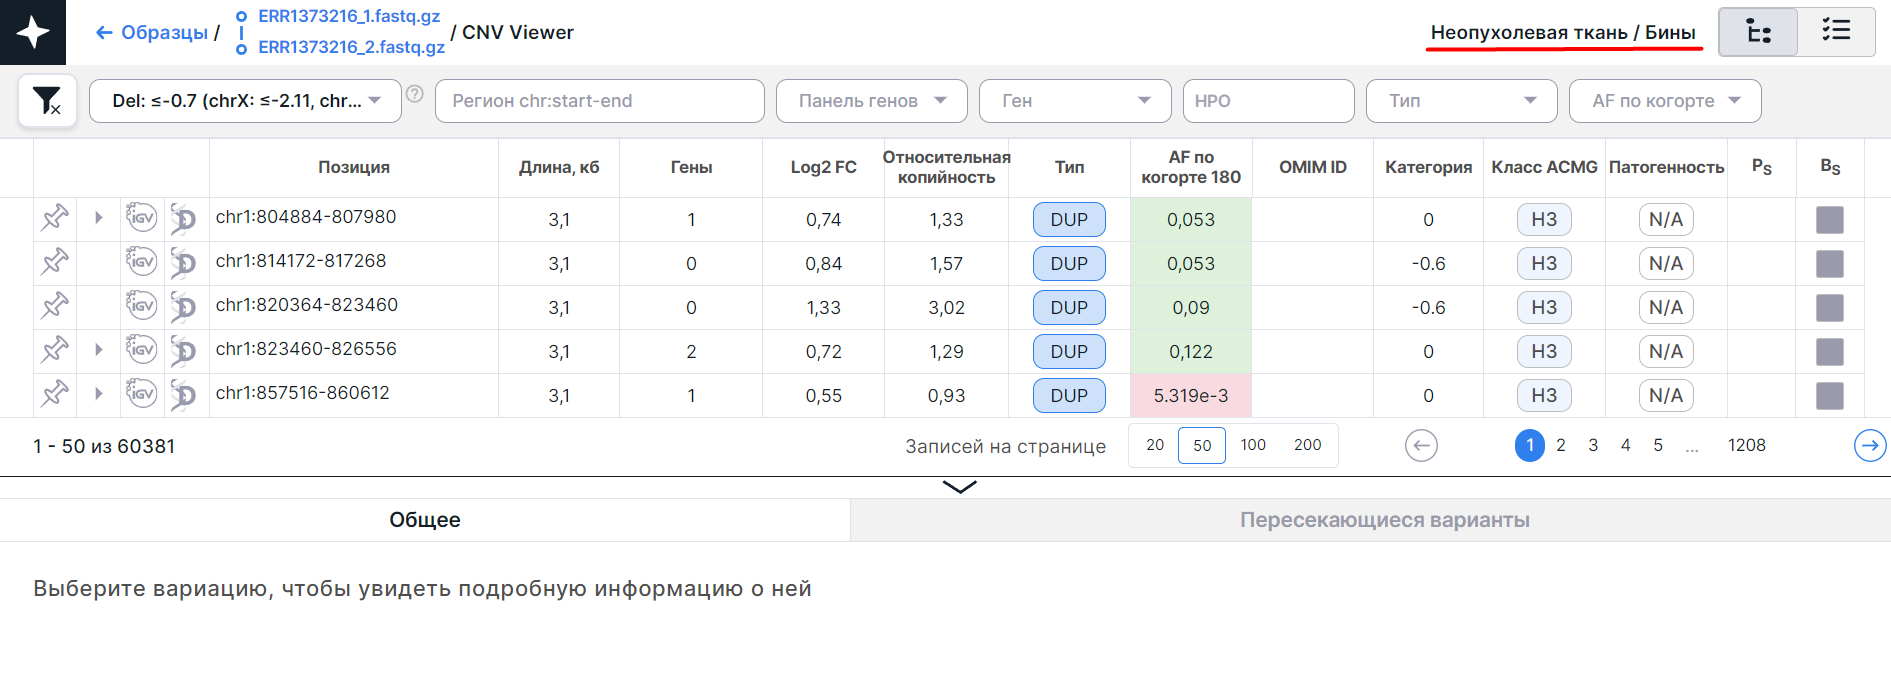 ERR1373216_1.fastq.gz
← Образцы / / CNV Viewer Неопухолевая ткань / Бины
ERR1373216_2.fastq.gz
Del: ≤-0.7 (chrX: ≤-2.11, chr... ? Регион chr:start-end Панель генов Ген HPO Тип AF по когорте
Позиция Длина, кб Гены Log2 FC Относительная копийность Тип AF по когорте 180 OMIM ID Категория Класс ACMG Патогенность PS BS
IGV D chr1:804884-807980 3,1 1 0,74 1,33 DUP 0,053 0 НЗ N/A
IGV D chr1:814172-817268 3,1 0 0,84 1,57 DUP 0,053 -0.6 НЗ N/A
IGV D chr1:820364-823460 3,1 0 1,33 3,02 DUP 0,09 -0.6 НЗ N/A
IGV D chr1:823460-826556 3,1 2 0,72 1,29 DUP 0,122 0 НЗ N/A
IGV D chr1:857516-860612 3,1 1 0,55 0,93 DUP 5.319e-3 0 НЗ N/A
1 - 50 из 60381 Записей на странице 20 50 100 200 ← 1 2 3 4 5 ... 1208 →
Общее Пересекающиеся варианты
Выберите вариацию, чтобы увидеть подробную информацию о ней